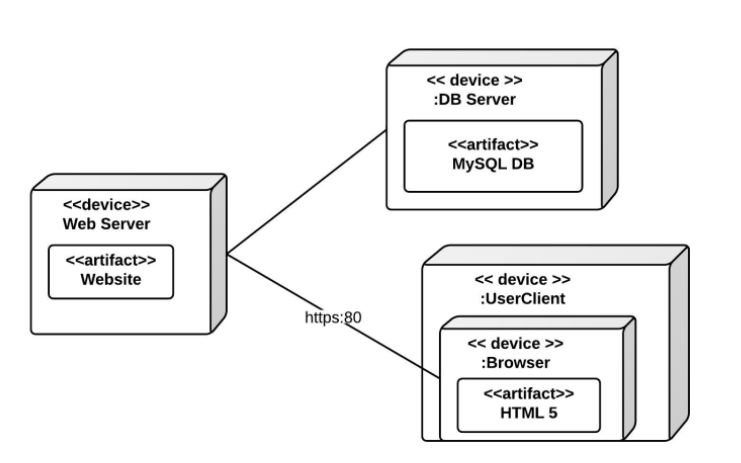 <<device>>
Web Server
<<artifact>>
Website
<< device >>
:DB Server
<<artifact>>
MySQL DB
https:80
<< device >>
:UserClient
<< device >>
:Browser
<<artifact>>
HTML 5